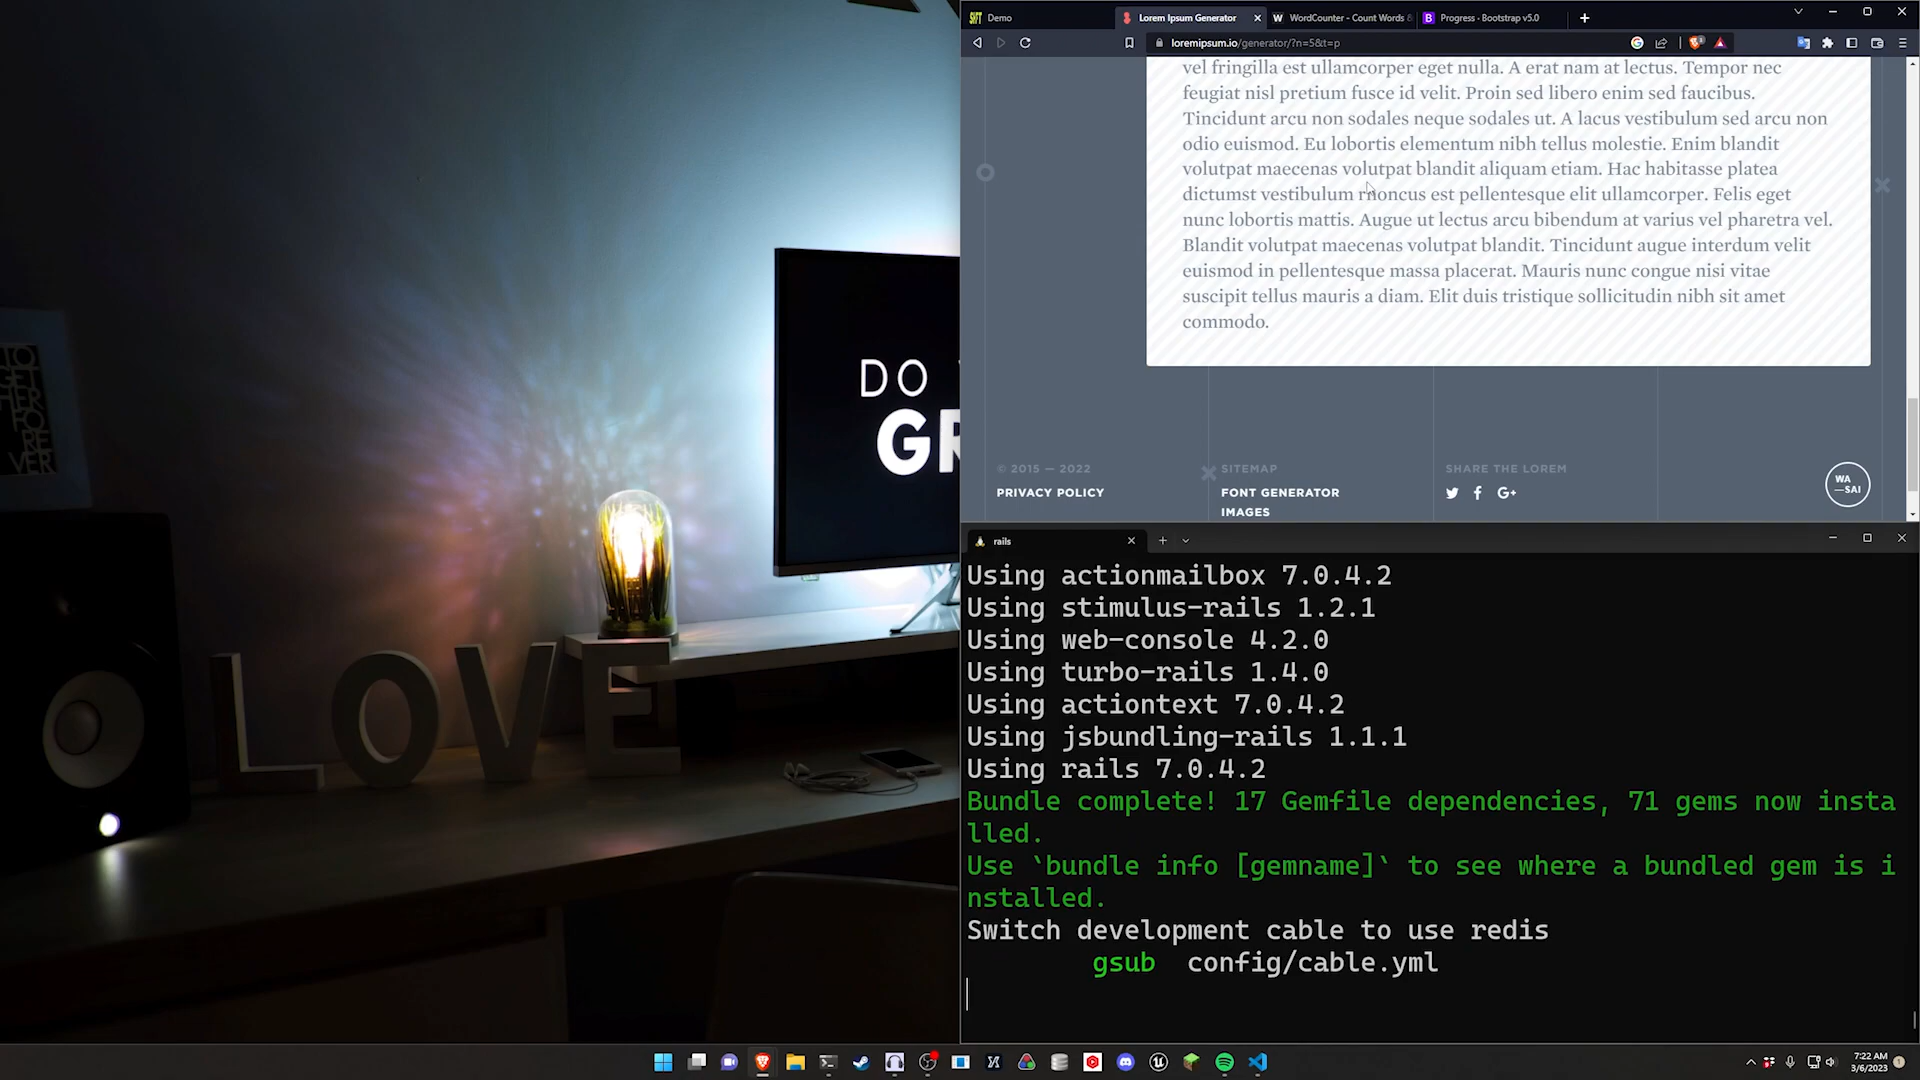 Demo
Lorem Ipsum Generator
WordCounter - Count Words &
Progress - Bootstrap v5.0
loremipsum.io/generator/?n=5&t=p
vel fringilla est ullamcorper eget nulla. A erat nam at lectus. Tempor nec
feugiat nisl pretium fusce id velit. Proin sed libero enim sed faucibus.
Tincidunt arcu non sodales neque sodales ut. A lacus vestibulum sed arcu non
odio euismod. Eu lobortis elementum nibh tellus molestie. Enim blandit
volutpat maecenas volutpat blandit aliquam etiam. Hac habitasse platea
dictumst vestibulum rhoncus est pellentesque elit ullamcorper. Felis eget
nunc lobortis mattis. Augue ut lectus arcu bibendum at varius vel pharetra vel.
Blandit volutpat maecenas volutpat blandit. Tincidunt augue interdum velit
euismod in pellentesque massa placerat. Mauris nunc congue nisi vitae
suscipit tellus mauris a diam. Elit duis tristique sollicitudin nibh sit amet
commodo.
© 2015 — 2022
PRIVACY POLICY
SITEMAP
FONT GENERATOR
IMAGES
SHARE THE LOREM
WA
—SAI
DO
GR
TO
GET
HER
FO
RE
VER
LOVE
rails
Using actionmailbox 7.0.4.2
Using stimulus-rails 1.2.1
Using web-console 4.2.0
Using turbo-rails 1.4.0
Using actiontext 7.0.4.2
Using jsbundling-rails 1.1.1
Using rails 7.0.4.2
Bundle complete! 17 Gemfile dependencies, 71 gems now insta
lled.
Use `bundle info [gemname]` to see where a bundled gem is i
nstalled.
Switch development cable to use redis
gsub config/cable.yml
7:22 AM
3/6/2023